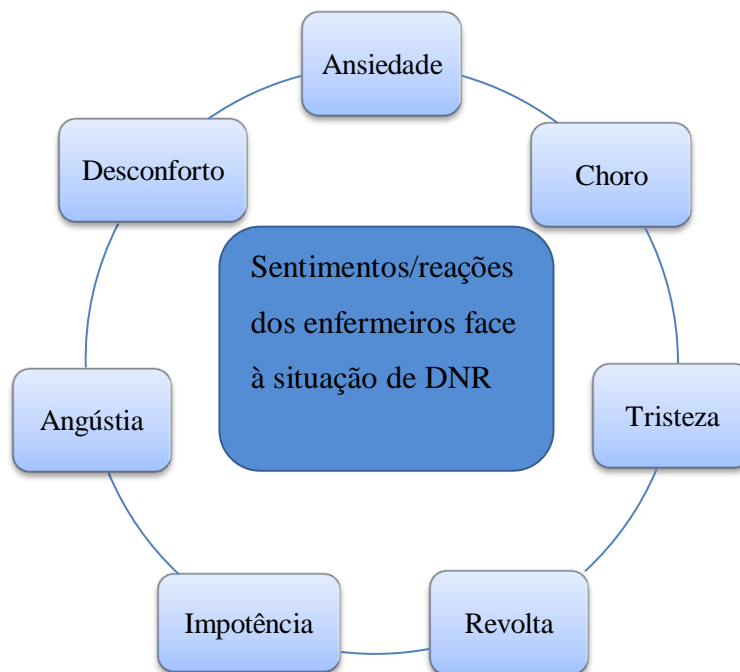 Ansiedade
Desconforto
Choro
Sentimentos/reações
dos enfermeiros face
à situação de DNR
Angústia
Tristeza
Impotência
Revolta